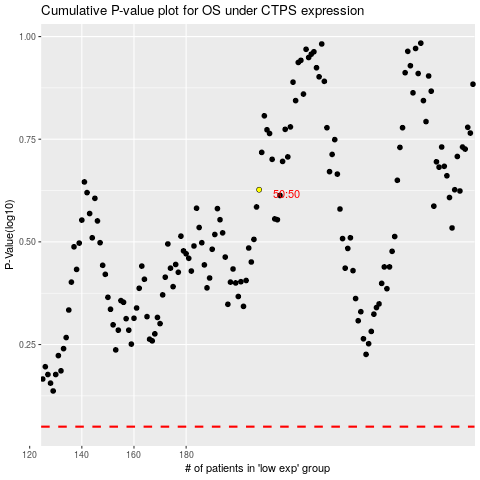 Cumulative P-value plot for OS under CTPS expression
P-Value(log10)
1.00
0.75
0.50
0.25
50:50
120 140 160 180
# of patients in 'low exp' group